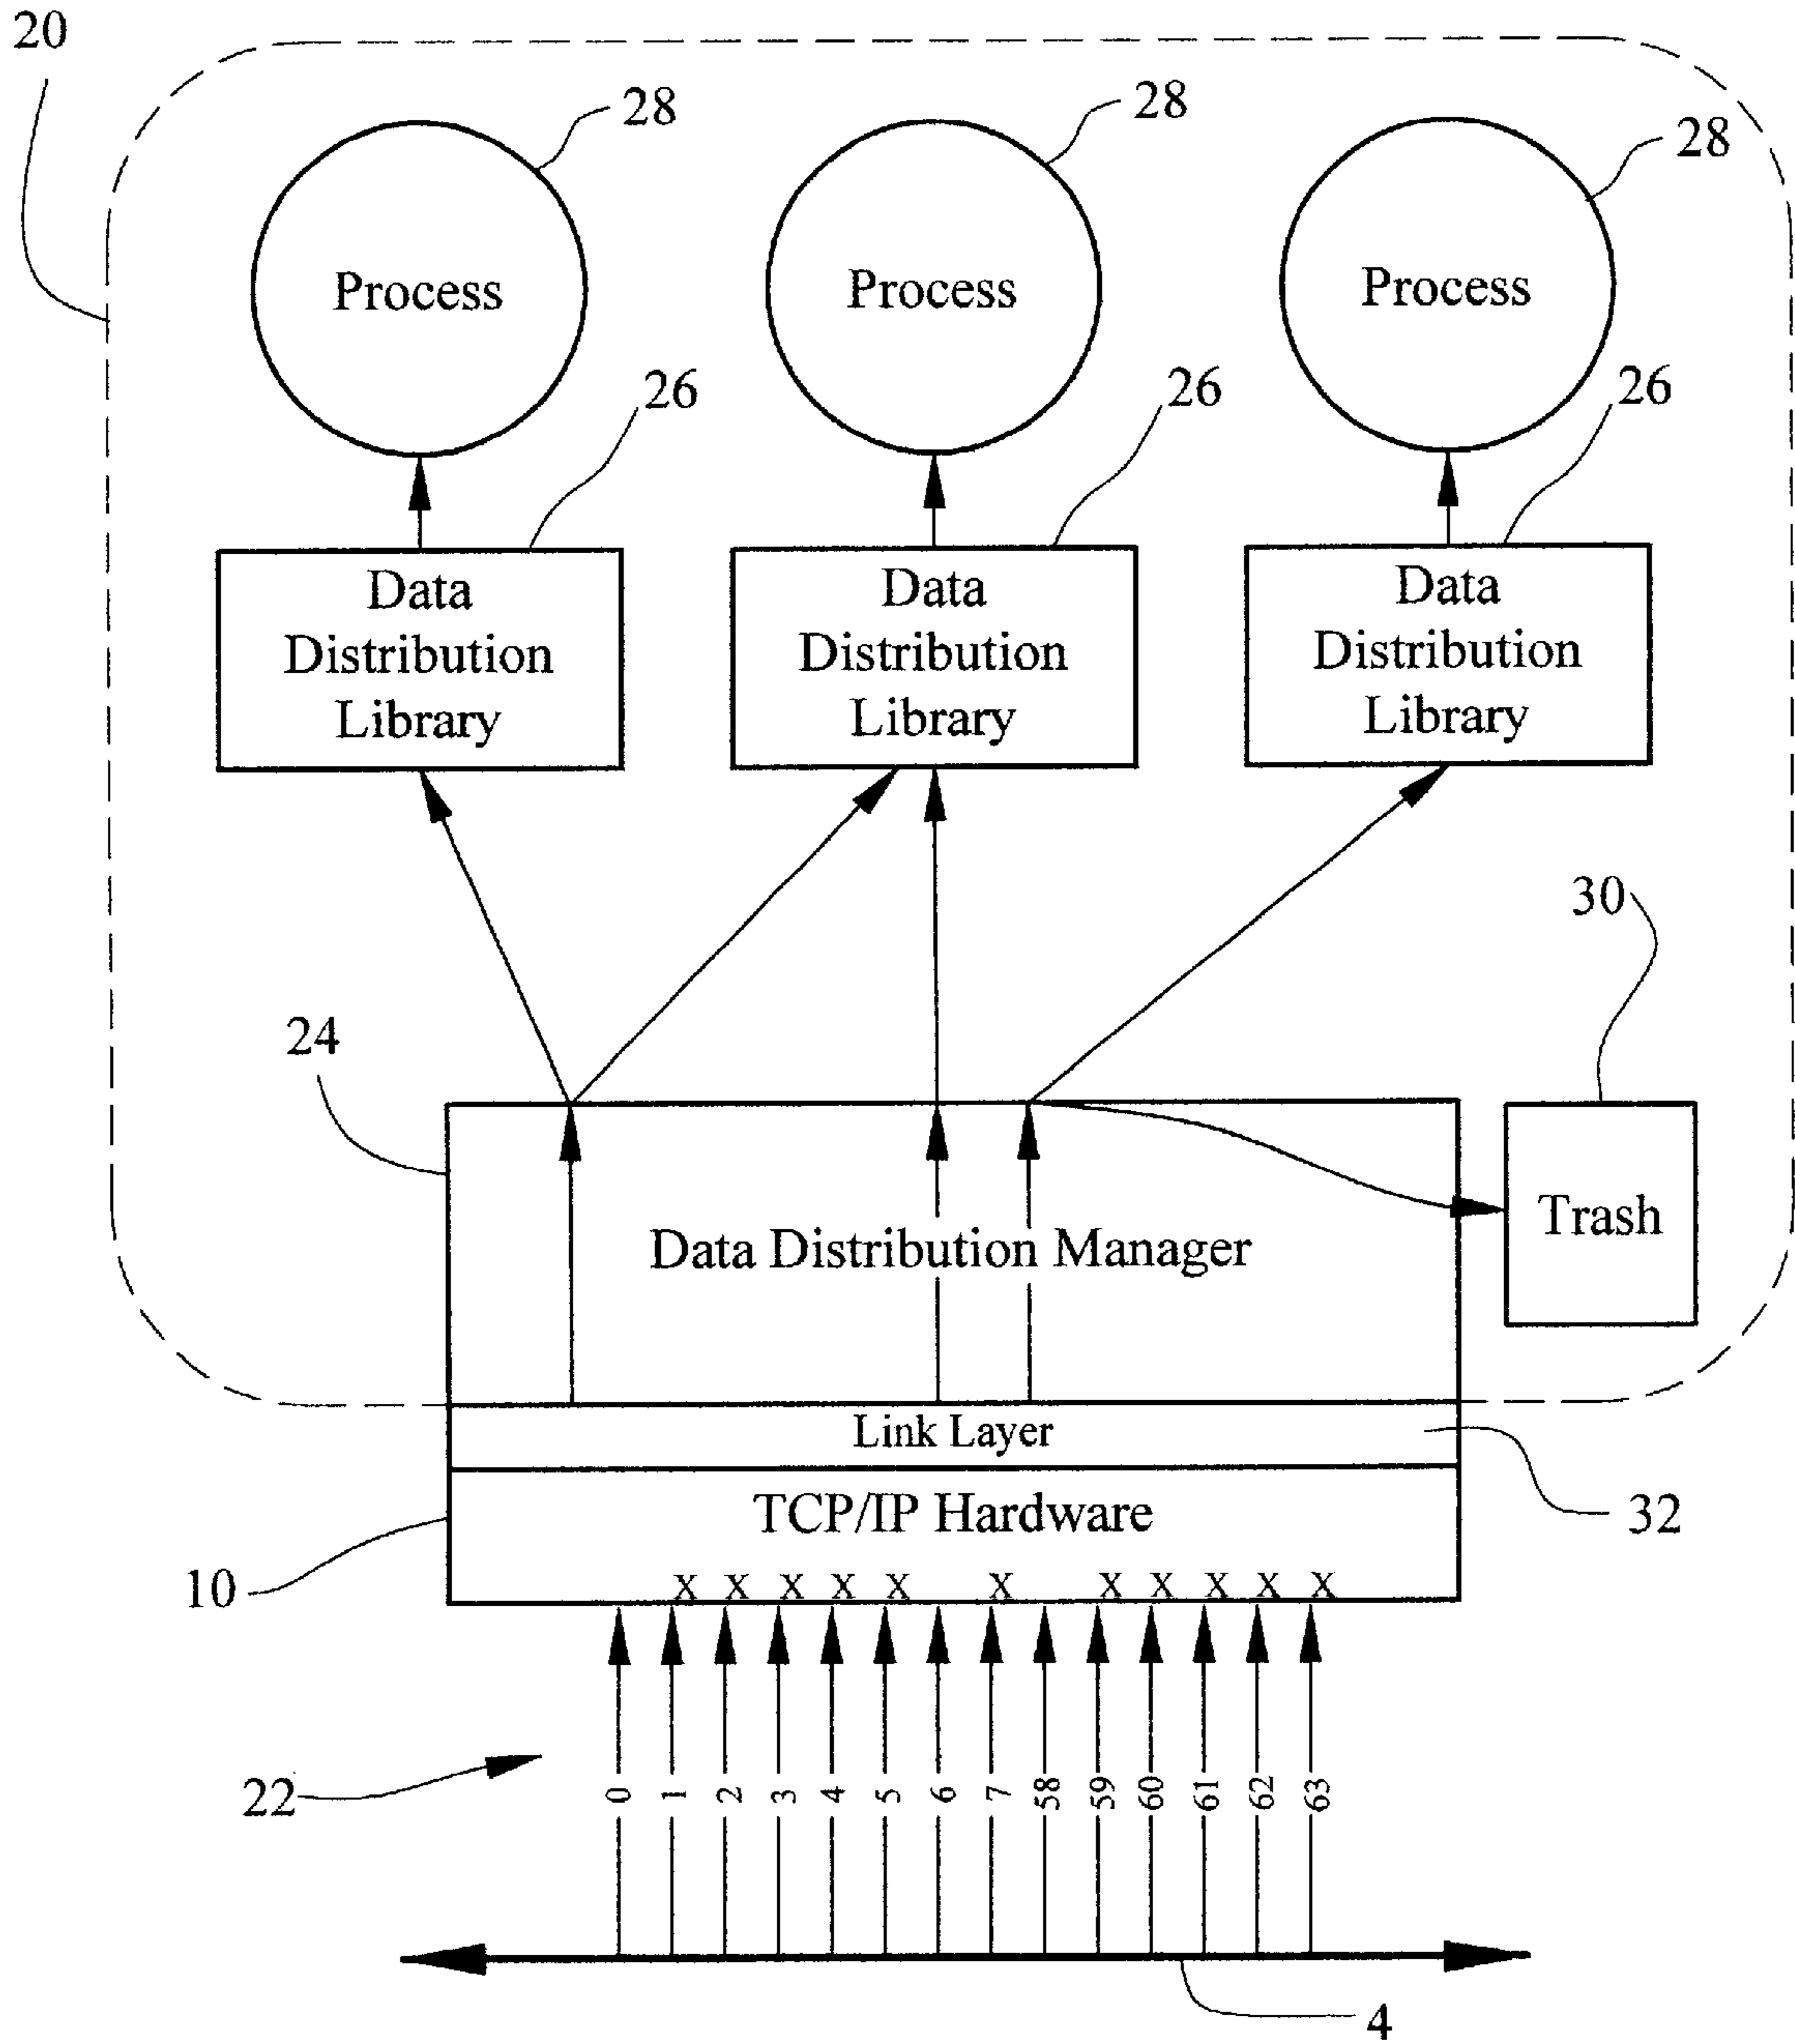 20
28
28
28
Process
Process
Process
26
26
26
Data
Distribution
Library
Data
Distribution
Library
Data
Distribution
Library
30
24
Trash
Data Distribution Manager
Link Layer
32
TCP/IP Hardware
10
X X X X X X X X X X X
22
0 1 2 3 4 5 6 7 58 59 60 61 62 63
4